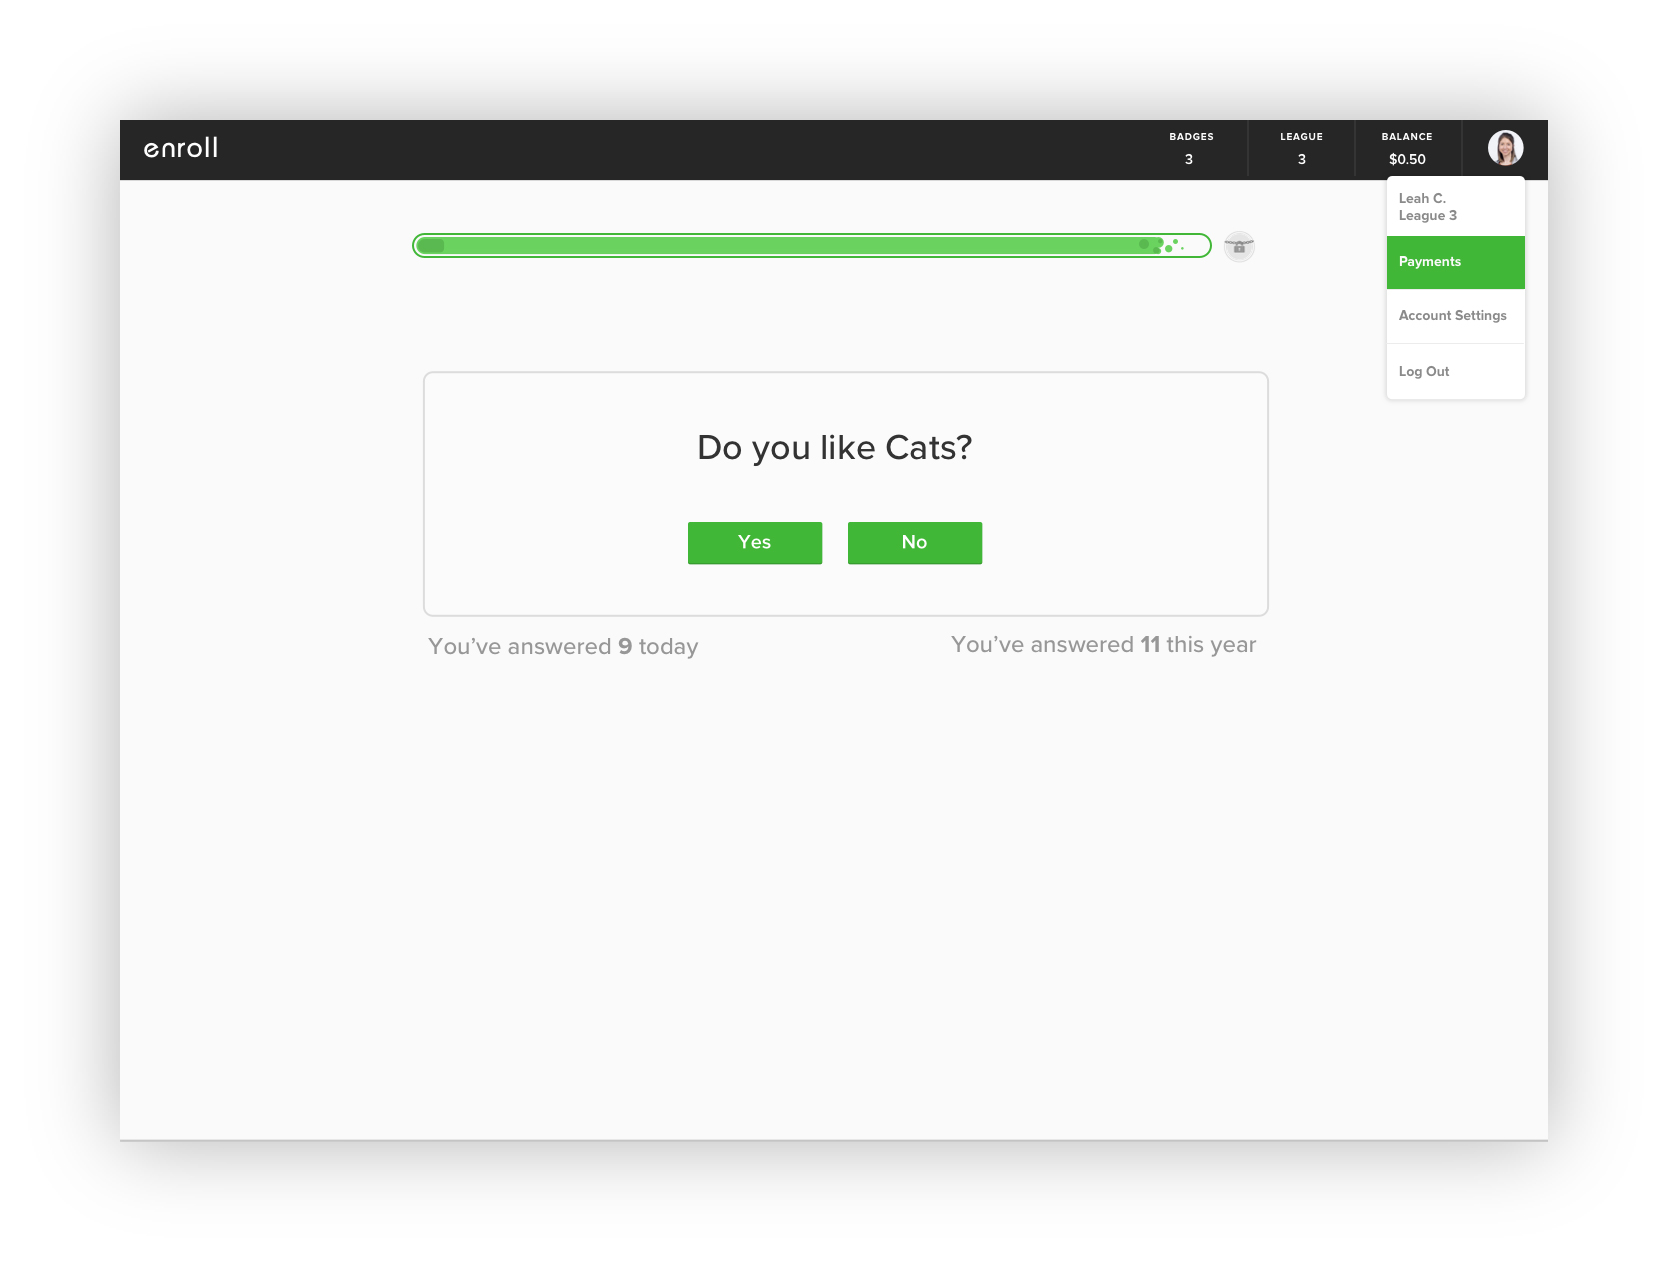 enroll
BADGES
3
LEAGUE
3
BALANCE
$0.50
Leah C.
League 3
Payments
Account Settings
Log Out
Do you like Cats?
Yes
No
You’ve answered 9 today
You’ve answered 11 this year